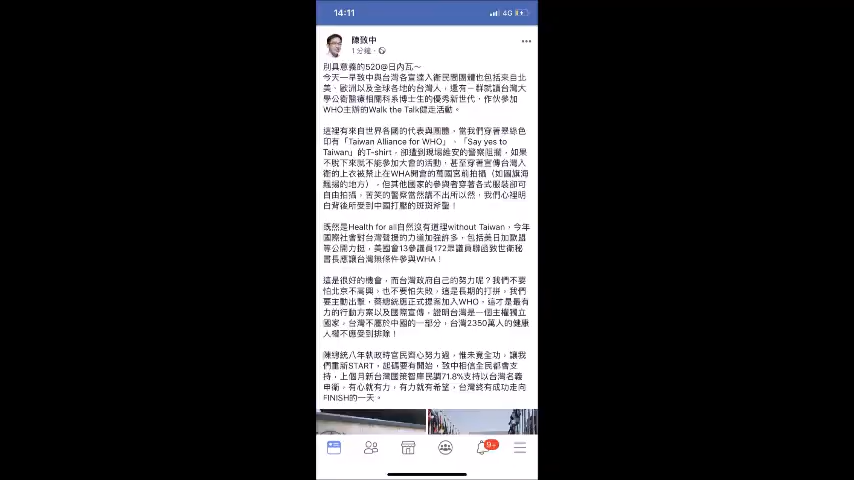 14:11
4G
陳致中
1分鐘
別具意義的520@日內瓦～
今天一早致中與台灣各宣達入衛民間團體也包括來自北
美、歐洲以及全球各地的台灣人，還有一群就讀台灣大
學公衛醫療相關科系博士生的優秀新世代，作伙參加
WHO主辦的Walk the Talk健走活動。
這裡有來自世界各國的代表與團體，當我們穿著翠綠色
印有「Taiwan Alliance for WHO」、「Say yes to
Taiwan」的T-shirt，卻遭到現場維安的警察阻擋，如果
不脫下來就不能參加大會的活動，甚至穿著宣傳台灣入
衛的上衣被禁止在WHA開會的萬國宮前拍攝（如國旗海
飄揚的地方），但其他國家的參與者穿著各式服裝卻可
自由拍攝，苦笑的警察當然講不出所以然，我們心裡明
白背後所受到中國打壓的斑斑斧鑿！
既然是Health for all自然沒有道理without Taiwan，今年
國際社會對台灣聲援的力道加強許多，包括美日加歐盟
等公開力挺，美國會13參議員172眾議員聯函致世衛秘
書長應讓台灣無條件參與WHA！
這是很好的機會，而台灣政府自己的努力呢？我們不要
怕北京不高興，也不要怕失敗，這是長期的打拼，我們
要主動出擊，蔡總統應正式提案加入WHO，這才是最有
力的行動方案以及國際宣傳，證明台灣是一個主權獨立
國家，台灣不屬於中國的一部分，台灣2350萬人的健康
人權不應受到排除！
陳總統八年執政時官民齊心努力過，惟未竟全功，讓我
們重新START，起碼要有開始，致中相信全民都會支
持，上個月新台灣國策智庫民調71.8%支持以台灣名義
申衛，有心就有力，有力就有希望，台灣終有成功走向
FINISH的一天。
9+